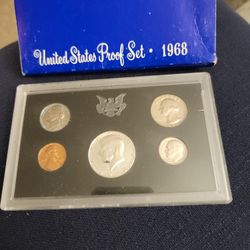 United States Proof Set • 1968